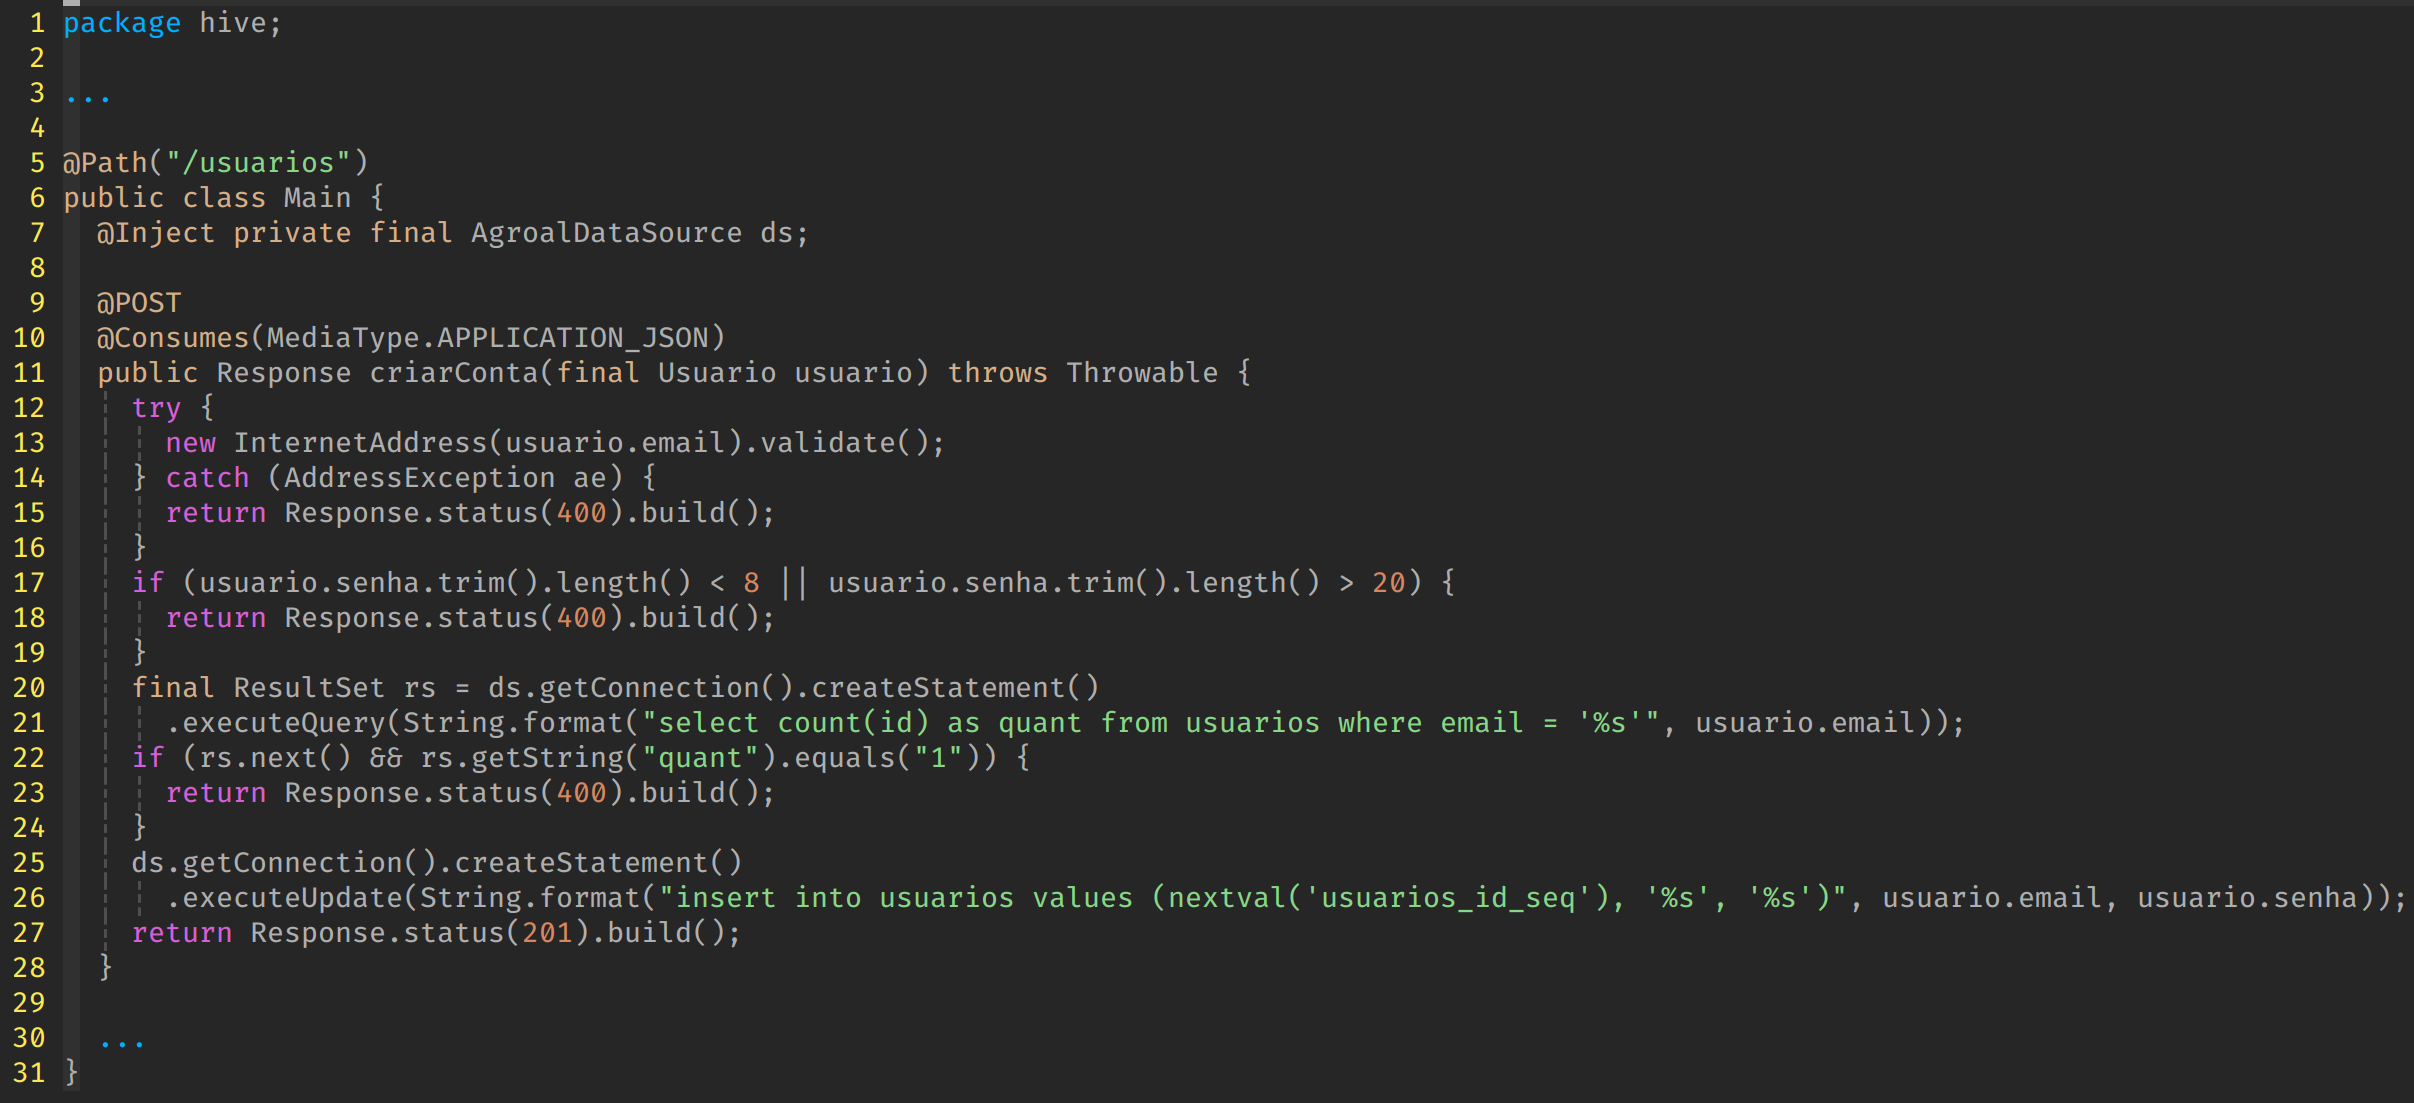 1 package hive;
2
3 ...
4
5 @Path("/usuarios")
6 public class Main {
7   @Inject private final AgroalDataSource ds;
8
9   @POST
10   @Consumes(MediaType.APPLICATION_JSON)
11   public Response criarConta(final Usuario usuario) throws Throwable {
12     try {
13       new InternetAddress(usuario.email).validate();
14     } catch (AddressException ae) {
15       return Response.status(400).build();
16     }
17     if (usuario.senha.trim().length() < 8 || usuario.senha.trim().length() > 20) {
18       return Response.status(400).build();
19     }
20     final ResultSet rs = ds.getConnection().createStatement()
21       .executeQuery(String.format("select count(id) as quant from usuarios where email = '%s'", usuario.email));
22     if (rs.next() && rs.getString("quant").equals("1")) {
23       return Response.status(400).build();
24     }
25     ds.getConnection().createStatement()
26       .executeUpdate(String.format("insert into usuarios values (nextval('usuarios_id_seq'), '%s', '%s')", usuario.email, usuario.senha));
27     return Response.status(201).build();
28   }
29
30   ...
31 }